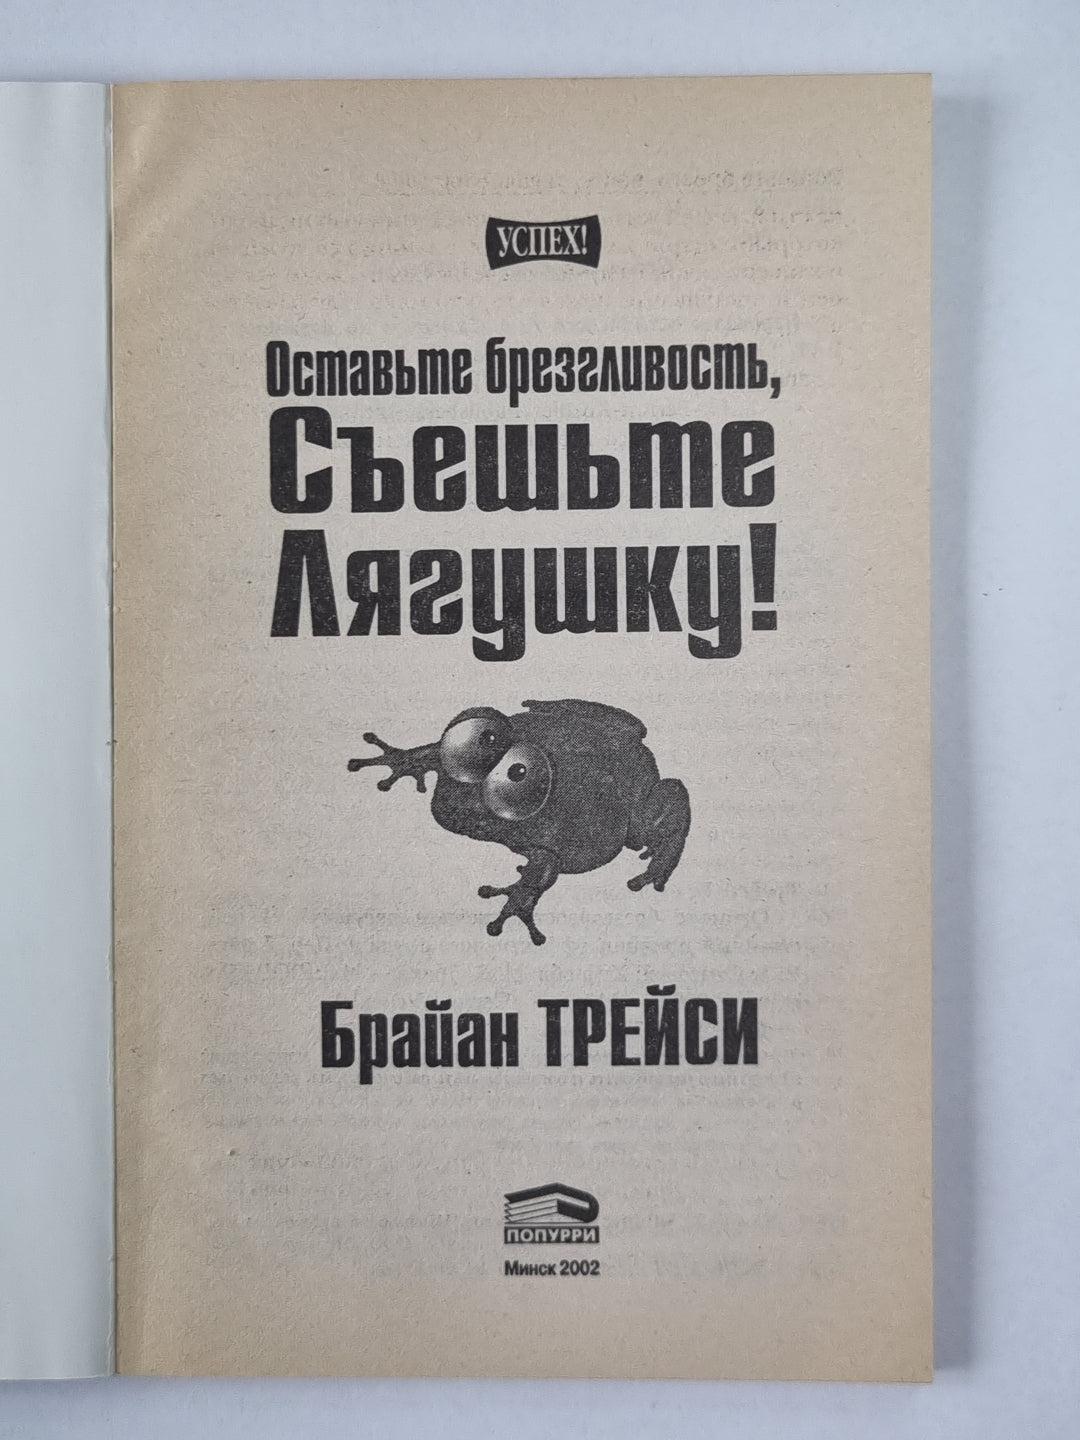 УСПЕХ!
Оставьте брезгливость,
Съешьте
Лягушку!
Брайан ТРЕЙСИ
ПОПУРРИ
Минск 2002